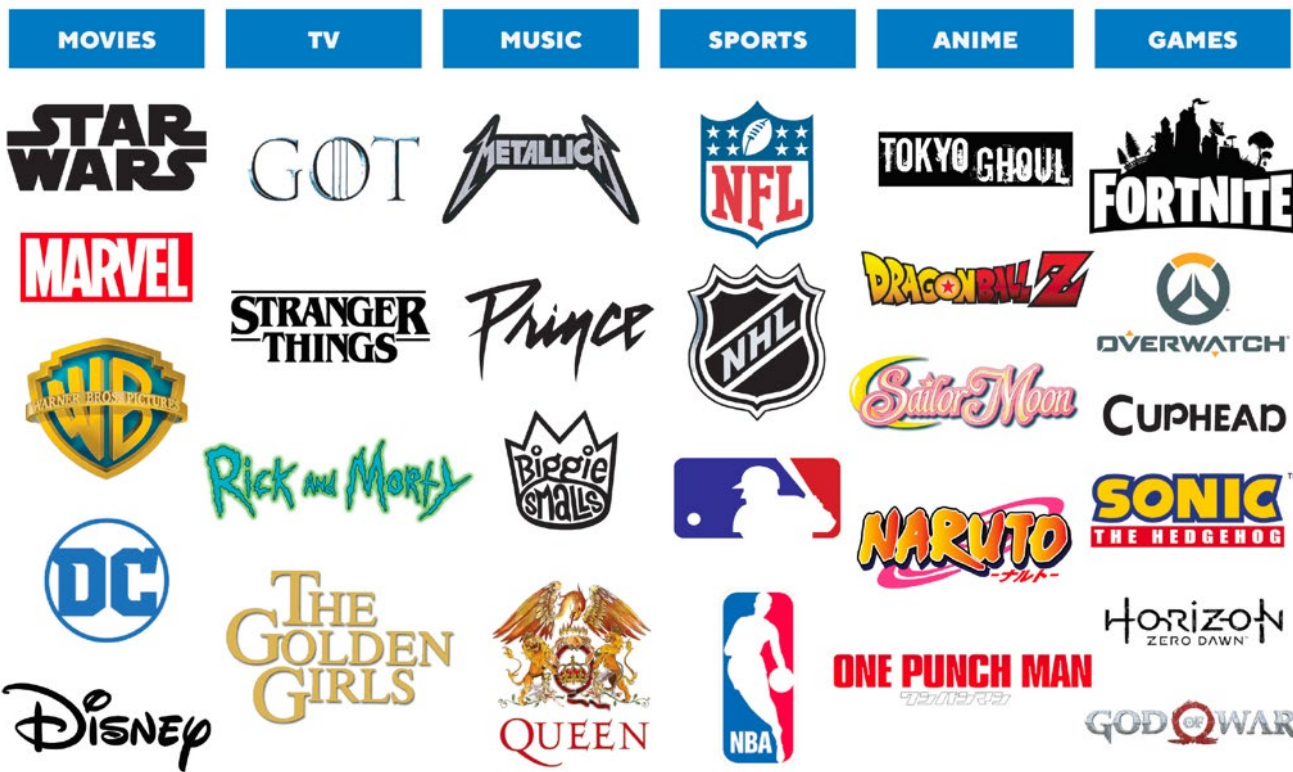 MOVIES
TV
MUSIC
SPORTS
ANIME
GAMES
STAR
WARS
MARVEL
WB
WARNER BROS. PICTURES
DC
DISNEY
GOT
STRANGER
THINGS
RICK AND MORTY
THE
GOLDEN
GIRLS
METALLICA
Prince
Biggie
smalls
QUEEN
NFL
NHL
NBA
TOKYO GHOUL
DRAGONBALL Z
Sailor Moon
NARUTO
-ナルト-
ONE PUNCH MAN
ワンパンマン
FORTNITE
OVERWATCH
CUPHEAD
SONIC
THE HEDGEHOG
HORIZON
ZERO DAWN
GOD OF WAR